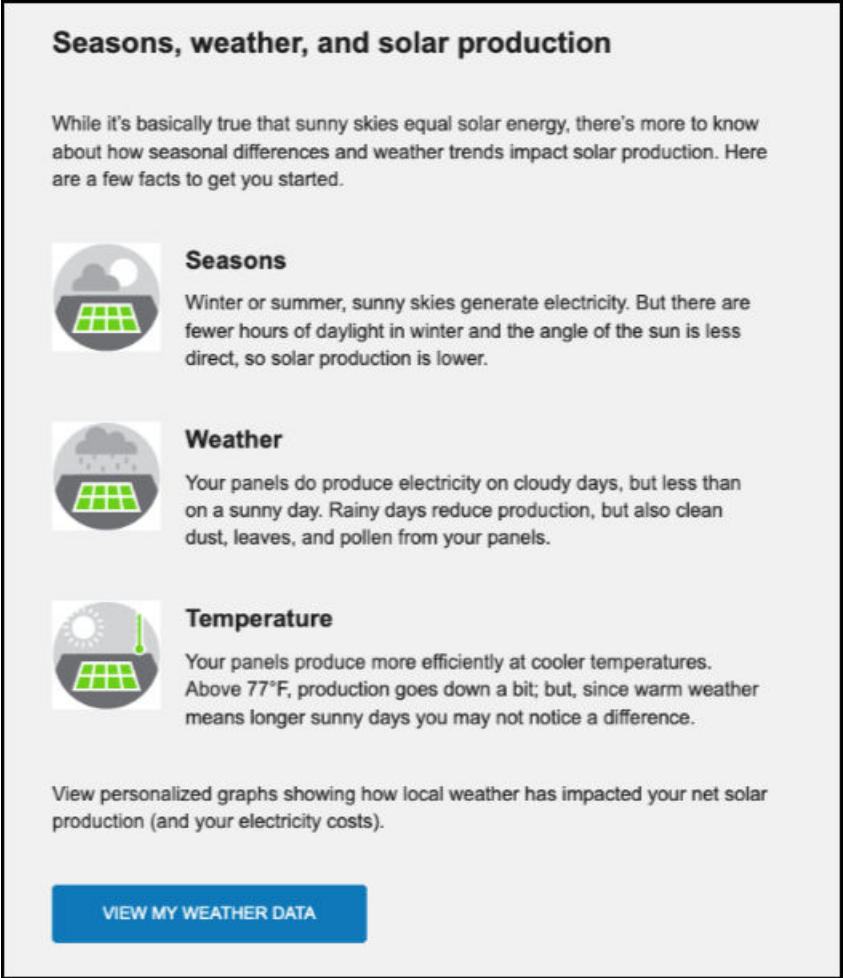 Seasons, weather, and solar production
While it's basically true that sunny skies equal solar energy, there's more to know
about how seasonal differences and weather trends impact solar production. Here
are a few facts to get you started.
Seasons
Winter or summer, sunny skies generate electricity. But there are
fewer hours of daylight in winter and the angle of the sun is less
direct, so solar production is lower.
Weather
Your panels do produce electricity on cloudy days, but less than
on a sunny day. Rainy days reduce production, but also clean
dust, leaves, and pollen from your panels.
Temperature
Your panels produce more efficiently at cooler temperatures.
Above 77°F, production goes down a bit; but, since warm weather
means longer sunny days you may not notice a difference.
View personalized graphs showing how local weather has impacted your net solar
production (and your electricity costs).
VIEW MY WEATHER DATA